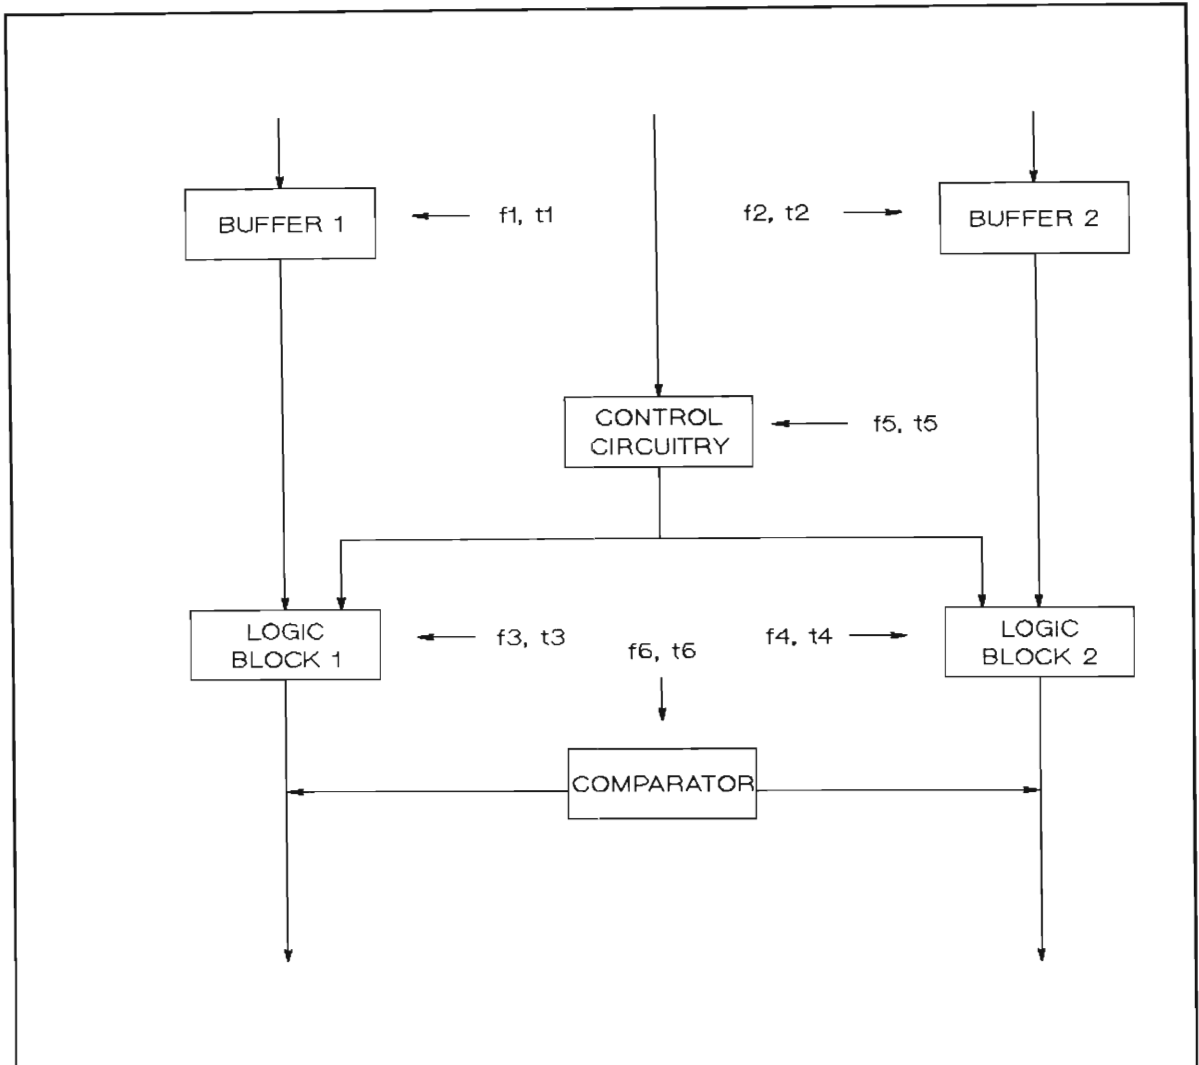 BUFFER 1
f1, t1
f2, t2
BUFFER 2
CONTROL
CIRCUITRY
f5, t5
LOGIC
BLOCK 1
f3, t3
f6, t6
f4, t4
LOGIC
BLOCK 2
COMPARATOR